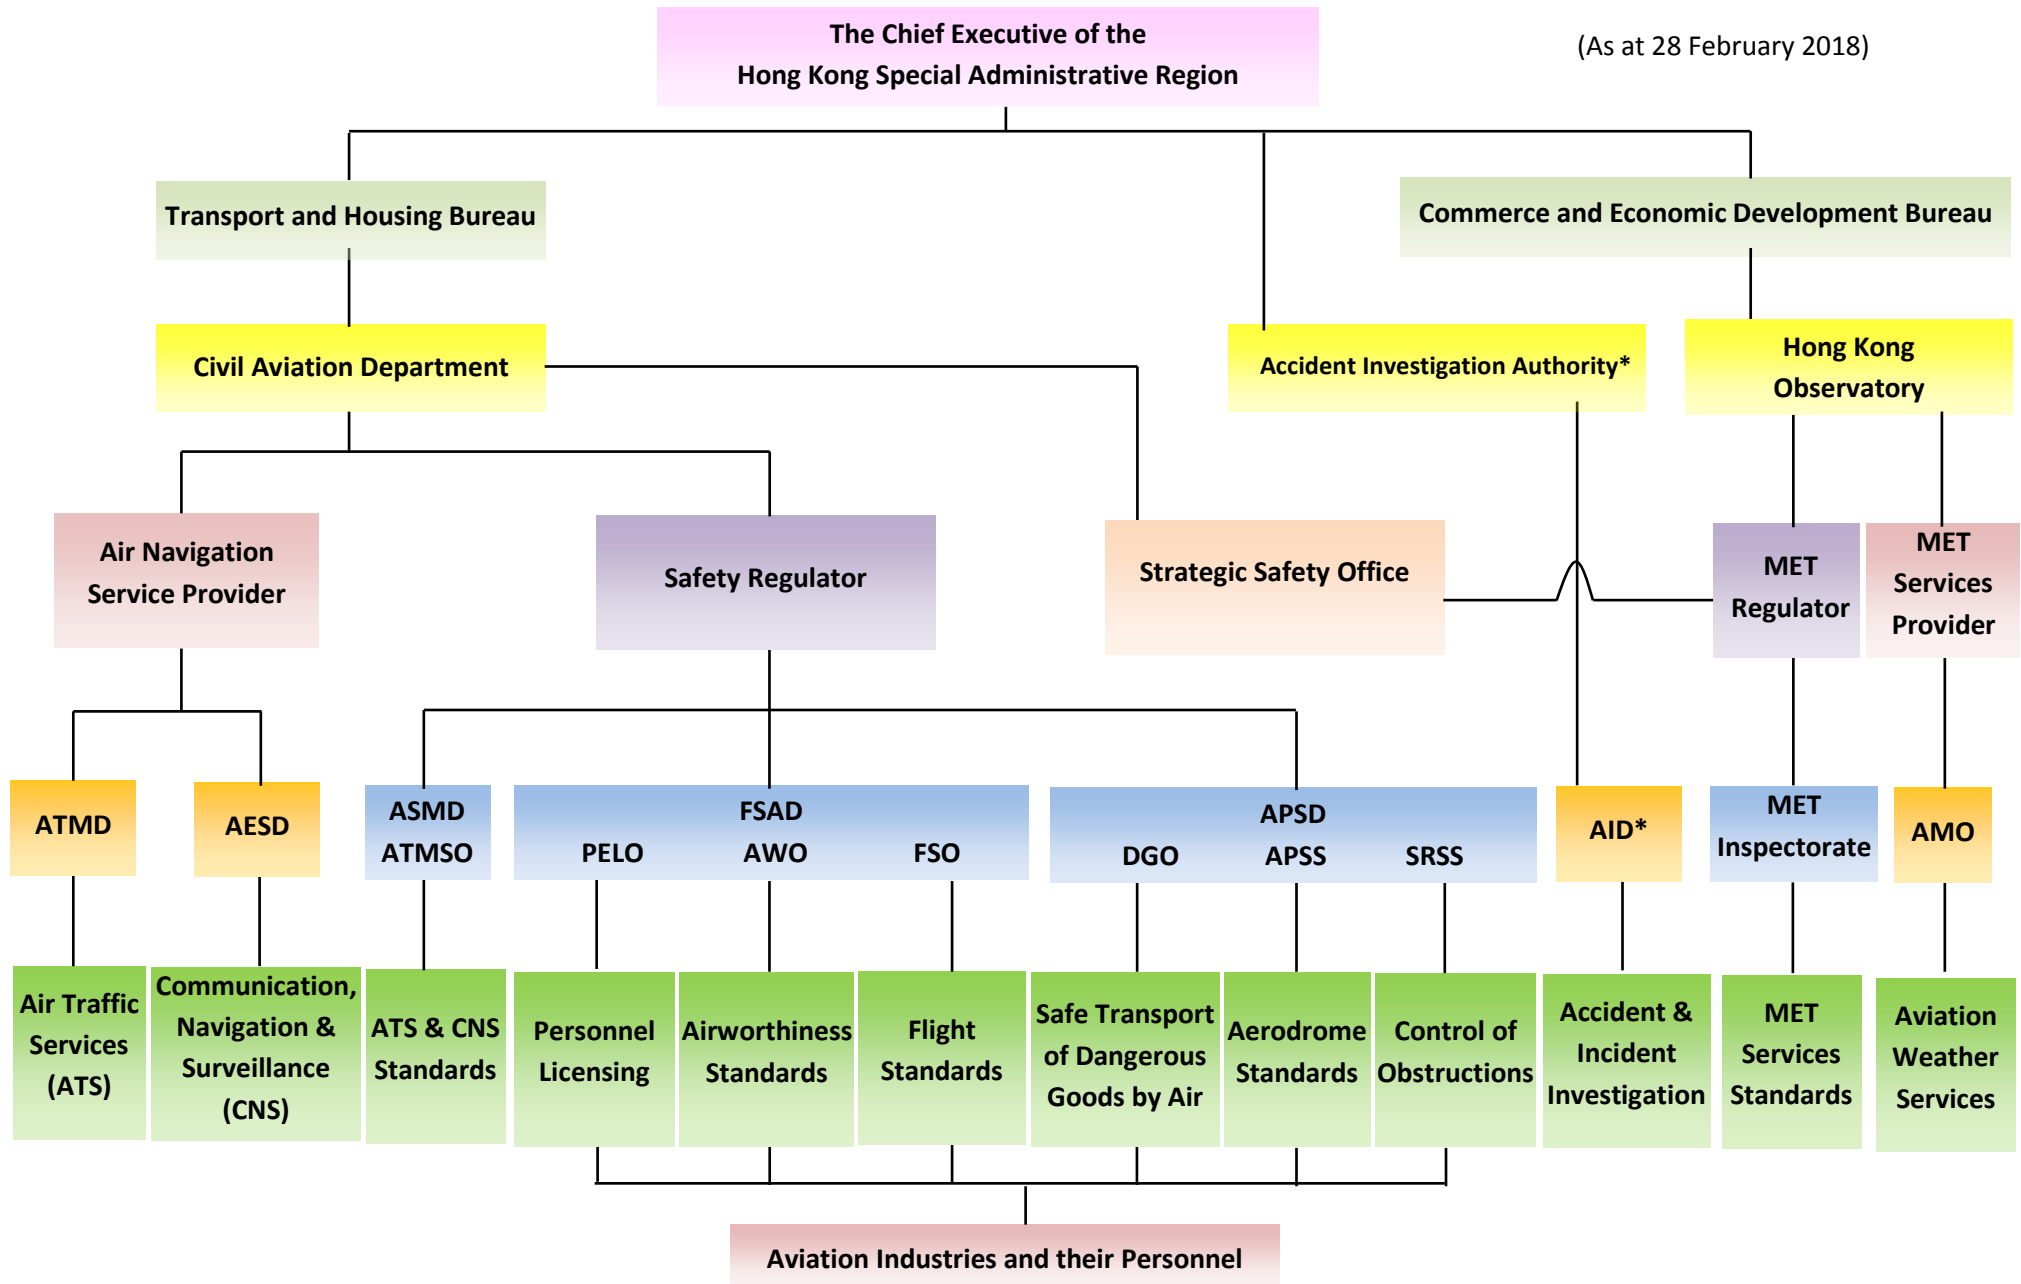 The Chief Executive of the
Hong Kong Special Administrative Region
(As at 28 February 2018)
Transport and Housing Bureau
Commerce and Economic Development Bureau
Civil Aviation Department
Accident Investigation Authority*
Hong Kong
Observatory
Air Navigation
Service Provider
Safety Regulator
Strategic Safety Office
MET
Regulator
MET
Services
Provider
ATMD
AESD
ASMD
ATMSO
FSAD
PELO AWO FSO
APSD
DGO APSS SRSS
AID*
MET
Inspectorate
AMO
Air Traffic
Services
(ATS)
Communication,
Navigation &
Surveillance
(CNS)
ATS & CNS
Standards
Personnel
Licensing
Airworthiness
Standards
Flight
Standards
Safe Transport
of Dangerous
Goods by Air
Aerodrome
Standards
Control of
Obstructions
Accident &
Incident
Investigation
MET
Services
Standards
Aviation
Weather
Services
Aviation Industries and their Personnel